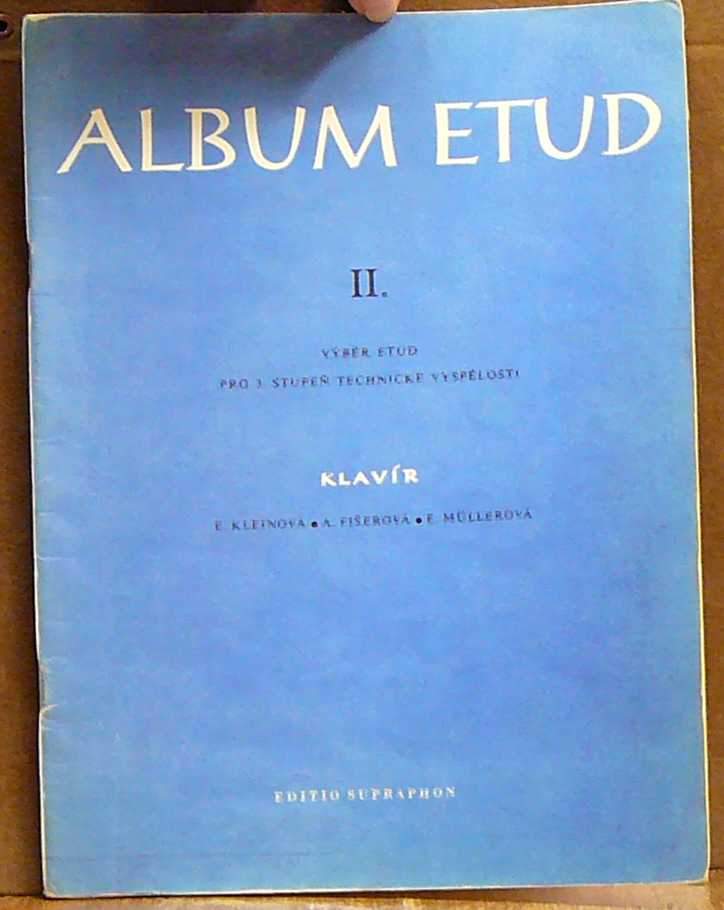 ALBUM ETUD
II.
VÝBĚR ETUD
PRO 3. STUPEŇ TECHNICKÉ VYSPĚLOSTI
KLAVÍR
E. KLEINOVÁ • A. FIŠEROVÁ • E. MÜLLEROVÁ
EDITIO SUPRAPHON